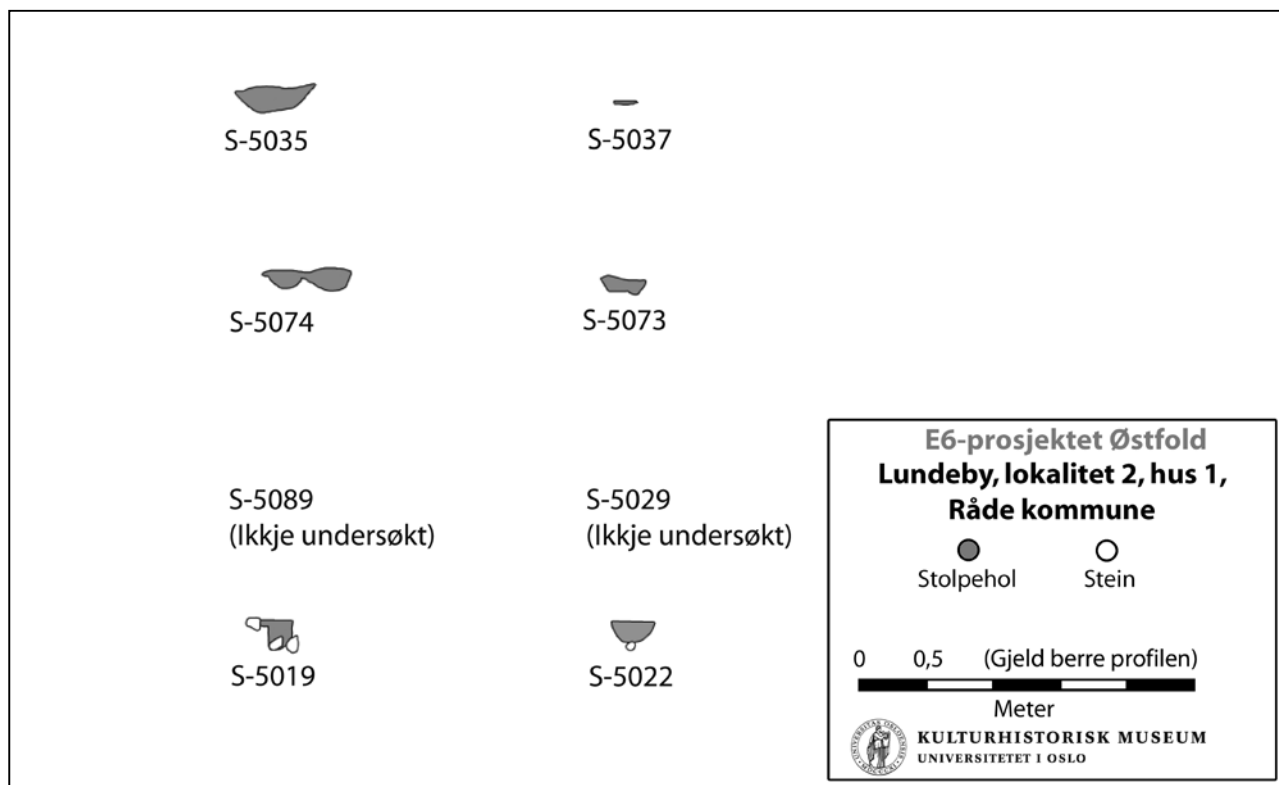 S-5035
S-5037
S-5074
S-5073
S-5089
(Ikkje undersøkt)
S-5029
(Ikkje undersøkt)
S-5019
S-5022
E6-prosjektet Østfold
Lundeby, lokalitet 2, hus 1,
Råde kommune
Stolpehol Stein
0 0,5 (Gjeld berre profilen)
Meter
KULTURHISTORISK MUSEUM
UNIVERSITETET I OSLO